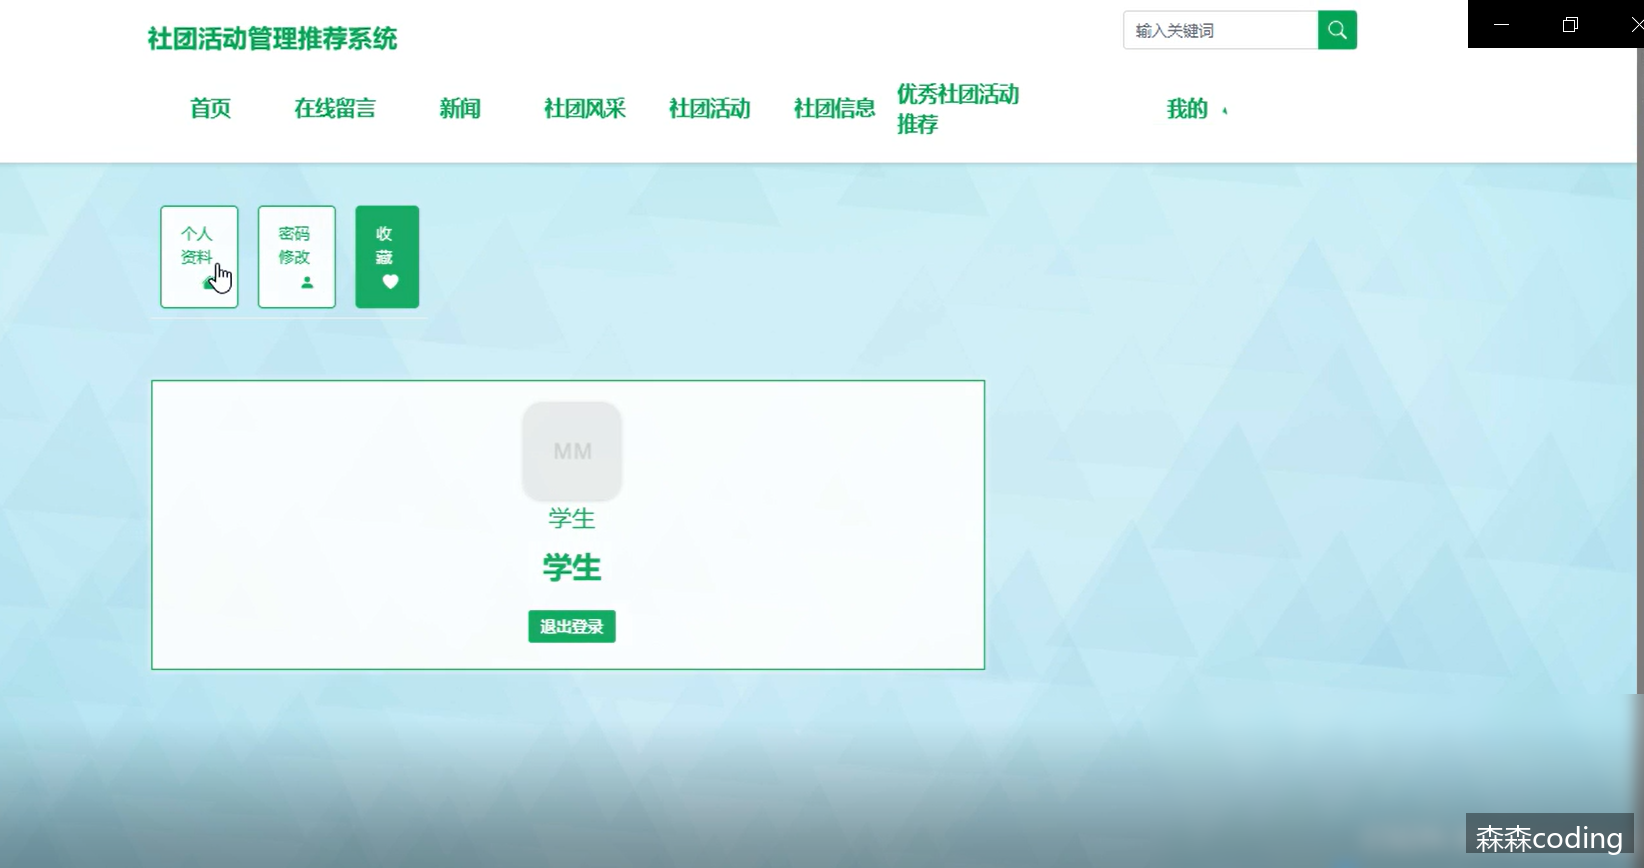 社团活动管理推荐系统
输入关键词
首页
在线留言
新闻
社团风采
社团活动
社团信息
优秀社团活动
推荐
我的
个人
资料
密码
修改
收
藏
MM
学生
学生
退出登录
森森coding